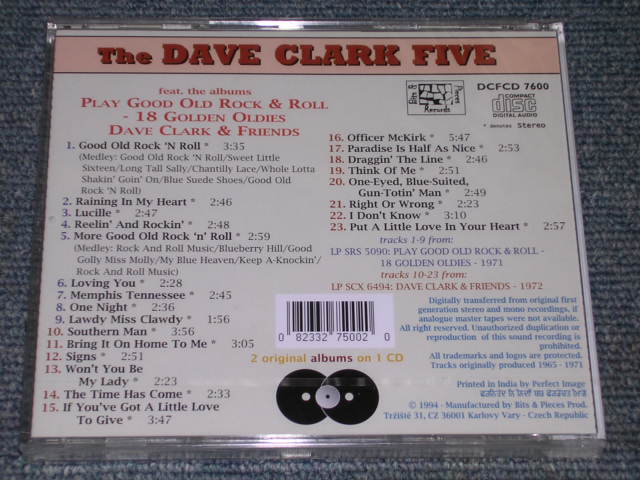 The DAVE CLARK FIVE
feat. the albums
PLAY GOOD OLD ROCK & ROLL
- 18 GOLDEN OLDIES
DAVE CLARK & FRIENDS
1. Good Old Rock 'N Roll * 3:35
(Medley: Good Old Rock 'N Roll/Sweet Little
Sixteen/Long Tall Sally/Chantilly Lace/Whole Lotta
Shakin' Goin' On/Blue Suede Shoes/Good Old
Rock 'N Roll)
2. Raining In My Heart * 2:46
3. Lucille * 2:47
4. Reelin' And Rockin' * 2:48
5. More Good Old Rock 'n' Roll * 2:59
(Medley: Rock And Roll Music/Blueberry Hill/Good
Golly Miss Molly/My Blue Heaven/Keep A-Knockin'/
Rock And Roll Music)
6. Loving You * 2:28
7. Memphis Tennessee * 2:45
8. One Night * 2:36
9. Lawdy Miss Clawdy * 1:56
10. Southern Man * 3:56
11. Bring It On Home To Me * 3:05
12. Signs * 2:51
13. Won't You Be
My Lady * 2:23
14. The Time Has Come * 2:33
15. If You've Got A Little Love
To Give * 3:47
Bits & Pieces
Records
DCFCD 7600
COMPACT
disc
DIGITAL AUDIO
* denotes Stereo
16. Officer McKirk * 5:47
17. Paradise Is Half As Nice * 2:53
18. Draggin' The Line * 2:46
19. Think Of Me * 2:51
20. One-Eyed, Blue-Suited,
Gun-Totin' Man * 2:49
21. Right Or Wrong * 2:23
22. I Don't Know * 3:10
23. Put A Little Love In Your Heart * 2:57
tracks 1-9 from:
LP SRS 5090: PLAY GOOD OLD ROCK & ROLL -
18 GOLDEN OLDIES - 1971
tracks 10-23 from:
LP SCX 6494: DAVE CLARK & FRIENDS - 1972
0 82332 75002 0
2 original albums on 1 CD
Digitally transferred from original first
generation stereo and mono recordings, if
analogue master tapes were not available.
All right reserved. Unauthorized duplication or
reproduction of this sound recording is
prohibited.
All trademarks and logos are protected.
Tracks originally produced 1965 - 1971
Printed in India by Perfect Image
© 1994 - Manufactured by Bits & Pieces Prod.
Tržiště 31, CZ 36001 Karlovy Vary - Czech Republic